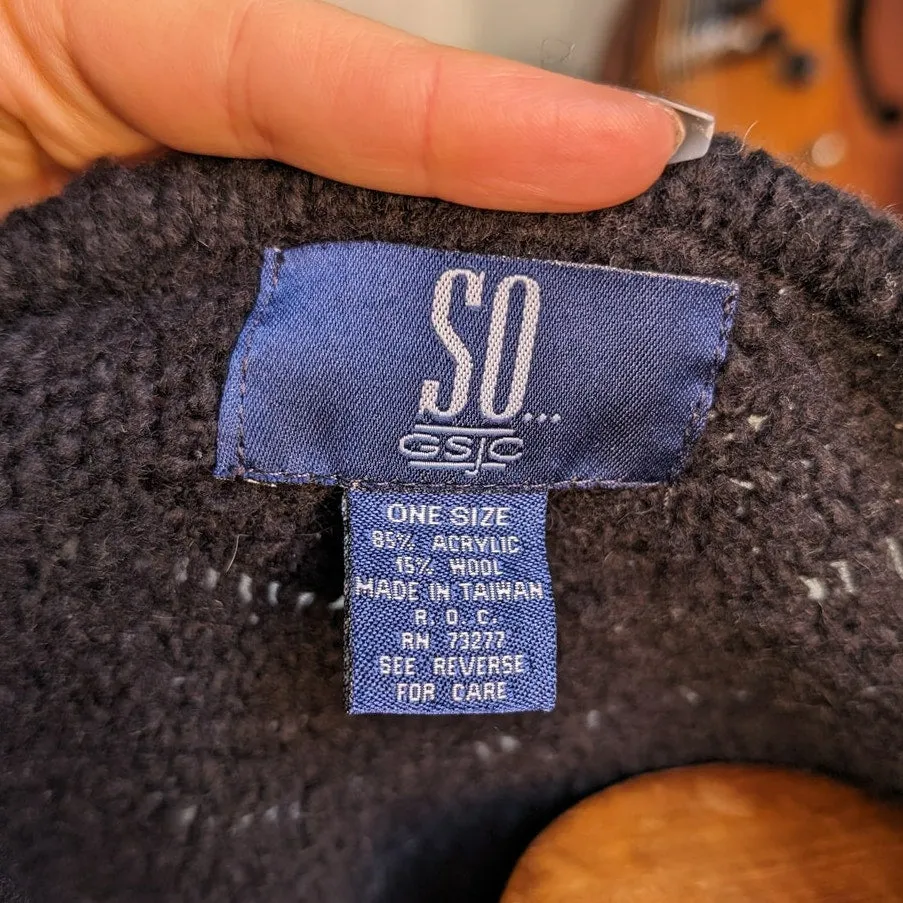 SO...
GSJC
ONE SIZE
85% ACRYLIC
15% WOOL
MADE IN TAIWAN
R. O. C.
RN 73277
SEE REVERSE
FOR CARE